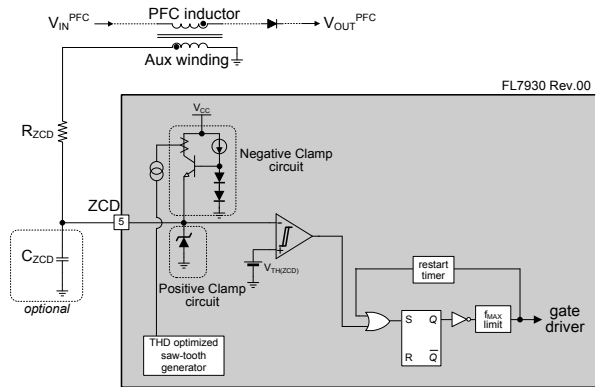 V_IN^PFC
PFC inductor
V_OUT^PFC
Aux winding
FL7930 Rev.00
V_CC
R_ZCD
Negative Clamp
circuit
ZCD
5
C_ZCD
optional
V_TH(ZCD)
Positive Clamp
circuit
restart
timer
THD optimized
saw-tooth
generator
S Q
R Q̅
f_MAX
limit
gate
driver